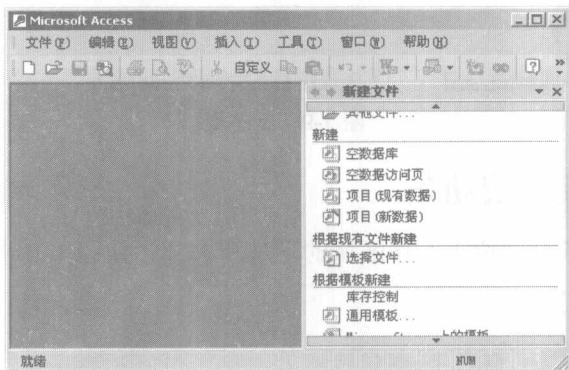 Microsoft Access
文件(F) 编辑(E) 视图(V) 插入(I) 工具(T) 窗口(W) 帮助(H)
自定义
新建文件
其他文件...
新建
空数据库
空数据访问页
项目(现有数据)
项目(新数据)
根据现有文件新建
选择文件...
根据模板新建
库存控制
通用模板...
上的模板
就绪 NUM